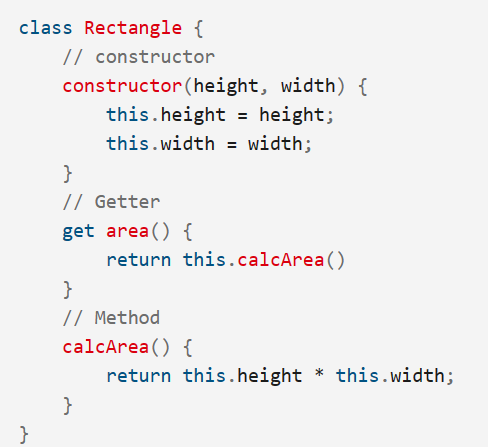 class Rectangle {
    // constructor
    constructor(height, width) {
        this.height = height;
        this.width = width;
    }
    // Getter
    get area() {
        return this.calcArea()
    }
    // Method
    calcArea() {
        return this.height * this.width;
    }
}